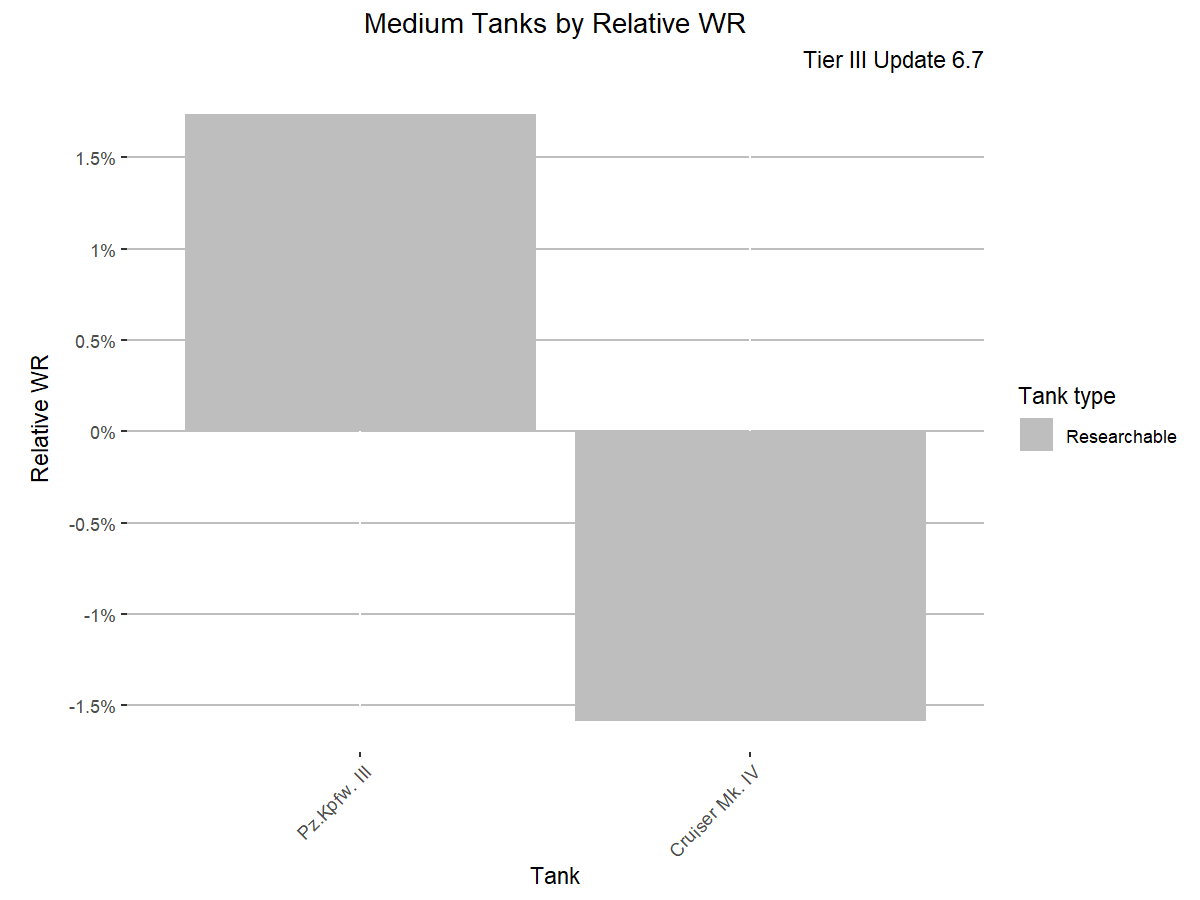 Medium Tanks by Relative WR
Tier III Update 6.7
1.5%
1%
0.5%
0%
-0.5%
-1%
-1.5%
Relative WR
Pz.Kpfw. III
Cruiser Mk. IV
Tank
Tank type
Researchable